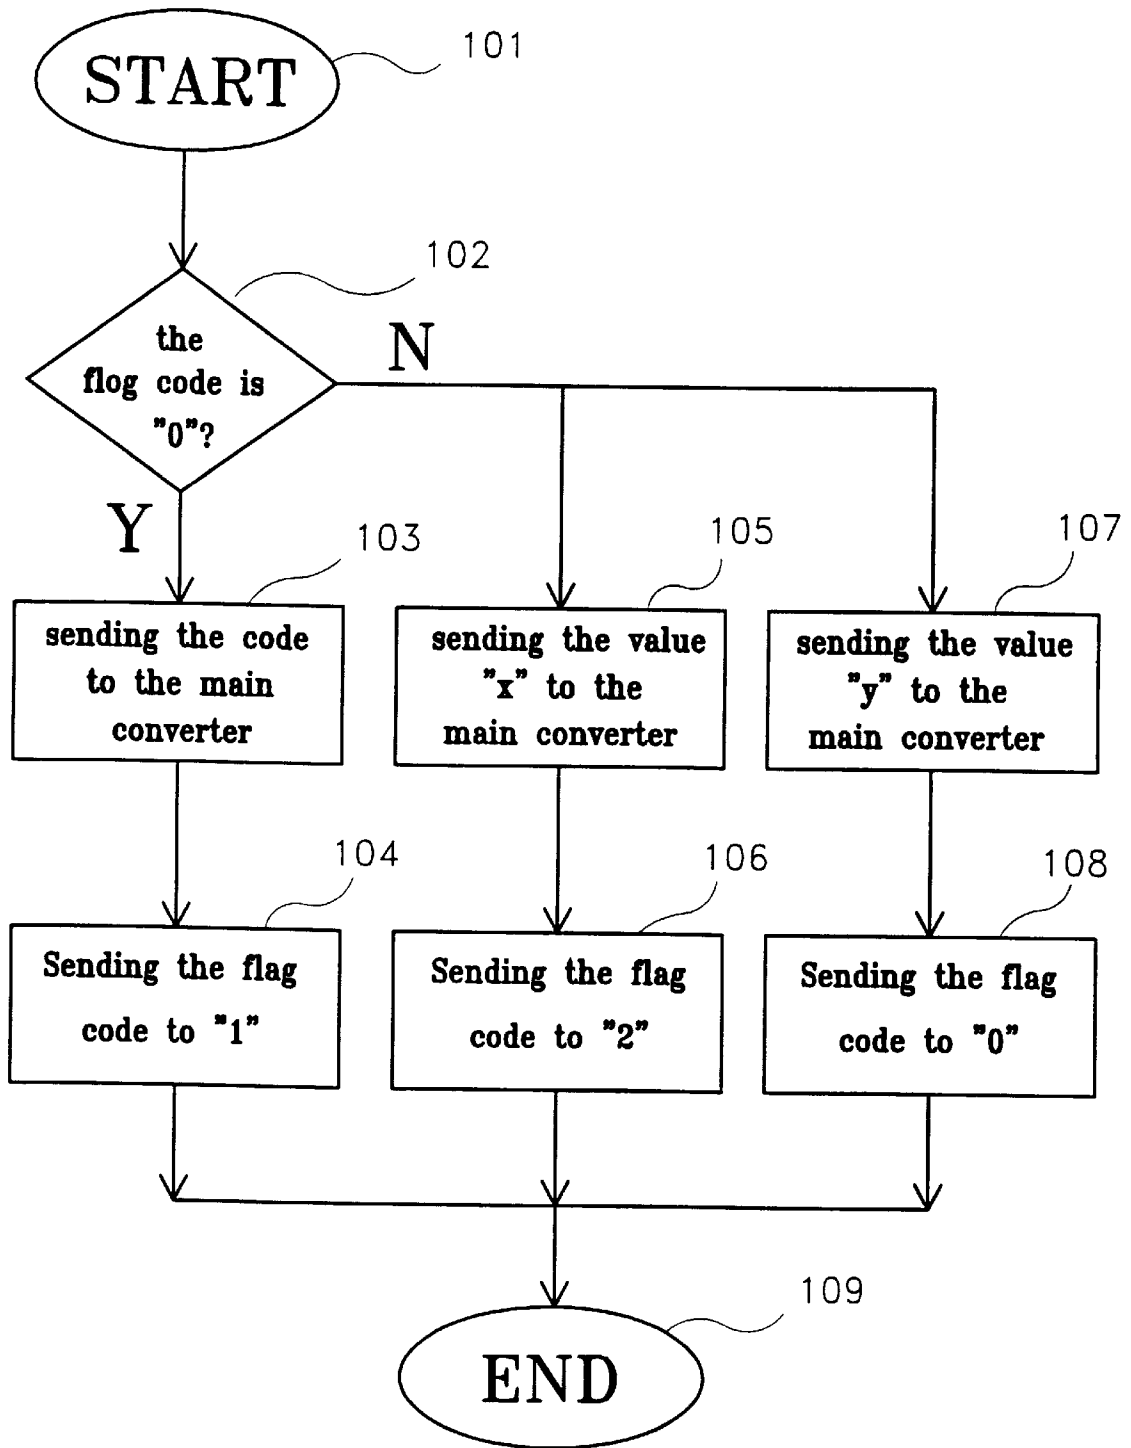 START
101
102
the
flog code is
"0"?
N
Y
103
sending the code
to the main
converter
105
sending the value
"x" to the
main converter
107
sending the value
"y" to the
main converter
104
Sending the flag
code to "1"
106
Sending the flag
code to "2"
108
Sending the flag
code to "0"
109
END